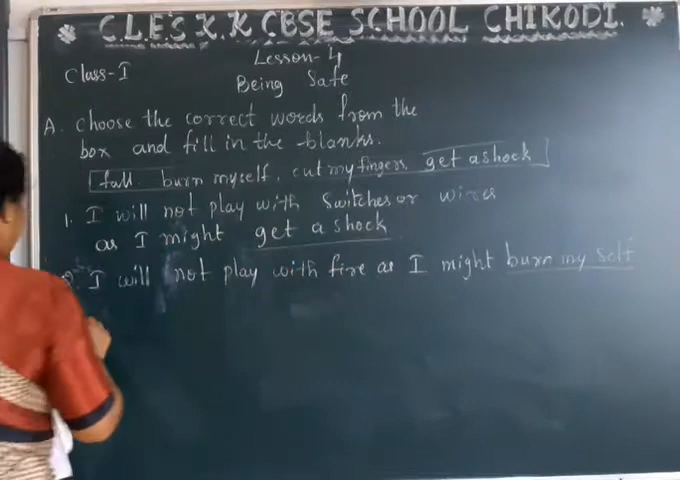 C.L.E'S K.K CBSE SCHOOL CHIKODI.
Lesson-4
Class-I
Being Safe
A. Choose the correct words from the
box and fill in the blanks.
fall burn myself, cut my fingers, get a shock
1. I will not play with switches or wires
as I might get a shock
2. I will not play with fire as I might burn my self